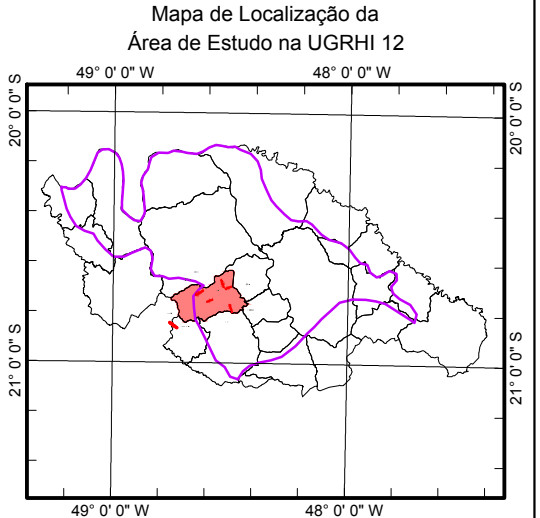 Mapa de Localização da
Área de Estudo na UGRHI 12
49° 0' 0" W
48° 0' 0" W
20° 0' 0" S
20° 0' 0" S
21° 0' 0" S
21° 0' 0" S
49° 0' 0" W
48° 0' 0" W